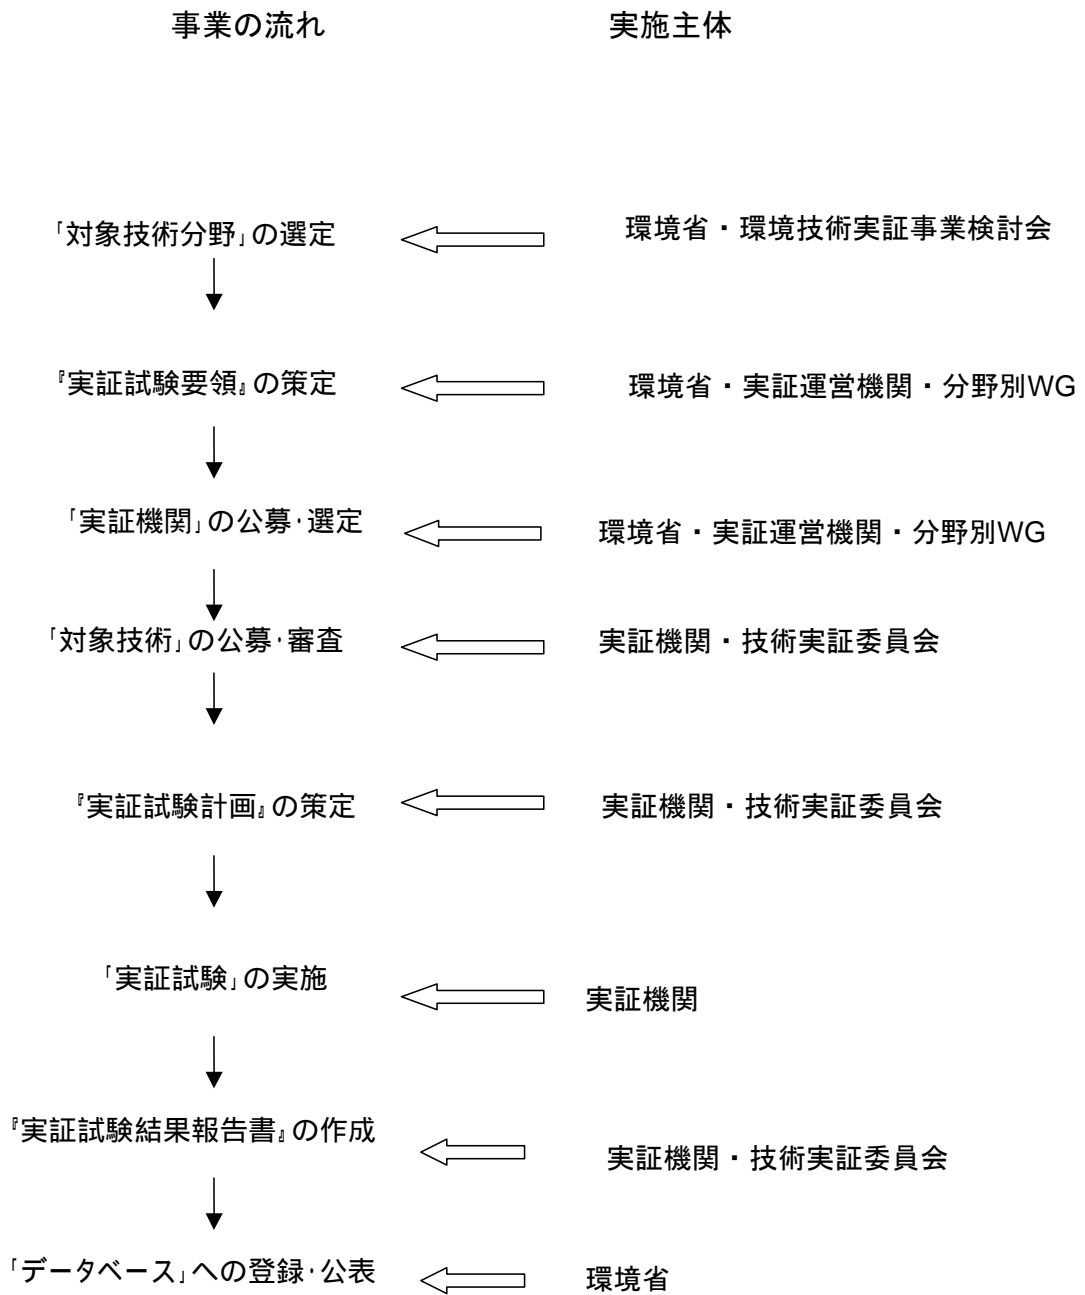 事業の流れ 実施主体
「対象技術分野」の選定 環境省・環境技術実証事業検討会
『実証試験要領』の策定 環境省・実証運営機関・分野別WG
「実証機関」の公募・選定 環境省・実証運営機関・分野別WG
「対象技術」の公募・審査 実証機関・技術実証委員会
『実証試験計画』の策定 実証機関・技術実証委員会
「実証試験」の実施 実証機関
『実証試験結果報告書』の作成 実証機関・技術実証委員会
「データベース」への登録・公表 環境省